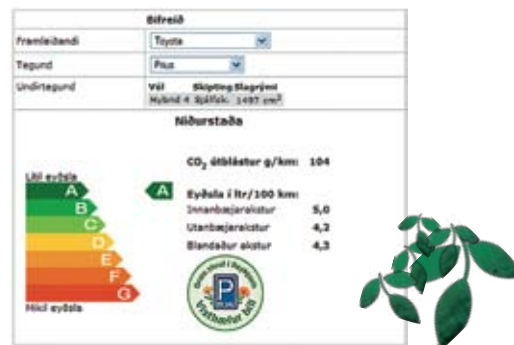 Bifreið
Framleiðandi Toyota
Tegund Prius
Undirtegund Vél Skipting Slagrými
Hybrid 4 Sjálfsk. 1497 cm³
Niðurstaða
CO₂ útblástur g/km: 104
Lítil eyðsla
A
B
C
D
E
F
G
Mikil eyðsla
A
Eyðsla í ltr/100 km:
Innanbæjarakstur 5,0
Utanbæjarakstur 4,2
Blandaður akstur 4,3
P
Visthæfur bíll